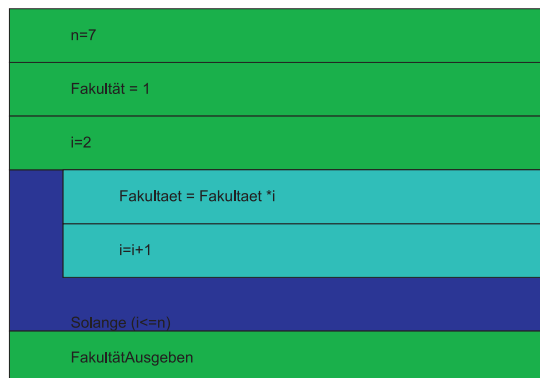 n=7
Fakultät = 1
i=2
Fakultaet = Fakultaet *i
i=i+1
Solange (i<=n)
FakultätAusgeben